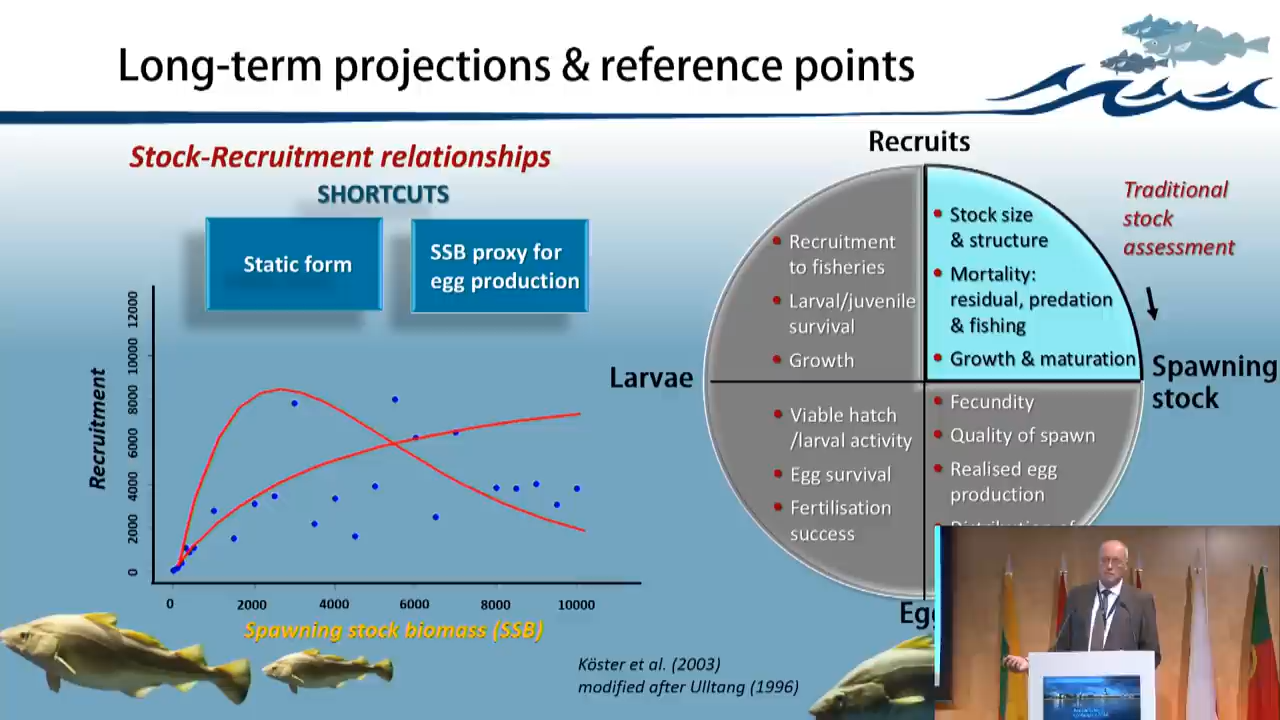 Long-term projections & reference points
Stock-Recruitment relationships
SHORTCUTS
Static form
SSB proxy for
egg production
Recruitment
12000
10000
8000
6000
4000
2000
0
0
2000
4000
6000
8000
10000
Spawning stock biomass (SSB)
Recruits
Recruitment
to fisheries
Larval/juvenile
survival
Growth
Stock size
& structure
Mortality:
residual, predation
& fishing
Growth & maturation
Traditional
stock
assessment
Larvae
Spawning
stock
Viable hatch
/larval activity
Egg survival
Fertilisation
success
Fecundity
Quality of spawn
Realised egg
production
Distribution of
Köster et al. (2003)
modified after Ulltang (1996)